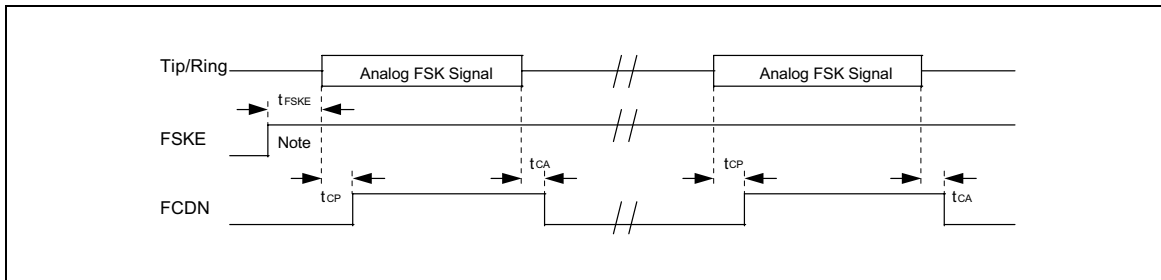 Tip/Ring
Analog FSK Signal
Analog FSK Signal
tFSKE
FSKE
Note
tCA
tCP
tCP
tCA
FCDN